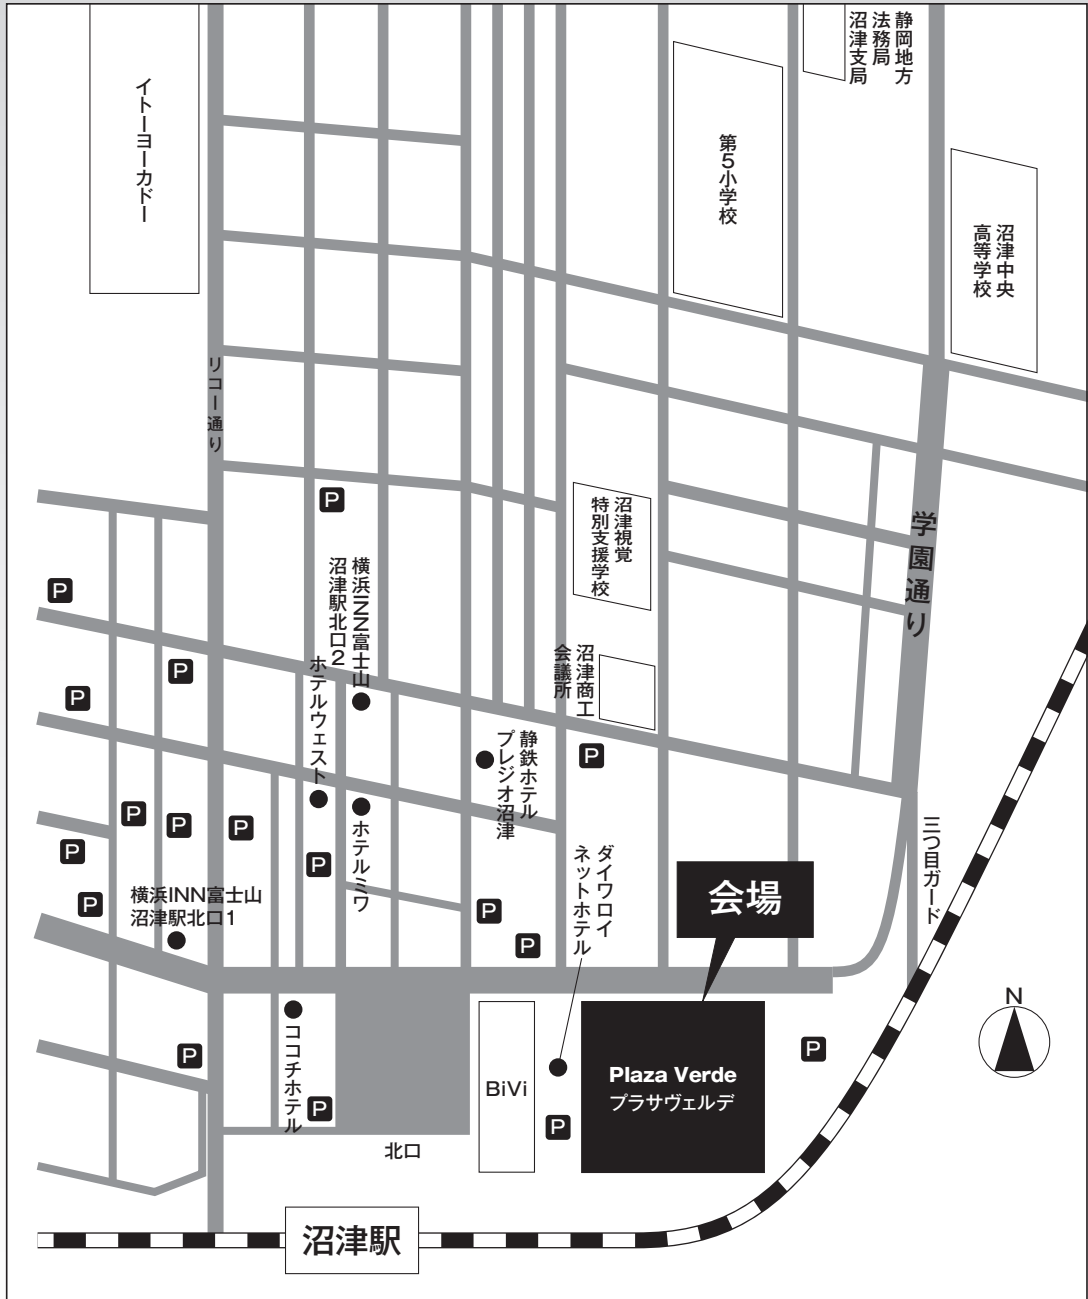 静岡地方
法務局
沼津支局
イトーヨーカドー
第5小学校
沼津中央
高等学校
リコー通り
P
沼津視覚
特別支援学校
学園通り
横浜INN富士山
沼津駅北口2
P
沼津商工
会議所
P
P
ホテルウェスト
静鉄ホテル
プレジオ沼津
P
P
P
P
ホテルミワ
三つ目ガード
ダイワロイ
ネットホテル
P
P
会場
P
横浜INN富士山
沼津駅北口1
P
P
N
ココチホテル
P
P
BiVi
Plaza Verde
プラサヴェルデ
P
P
北口
沼津駅